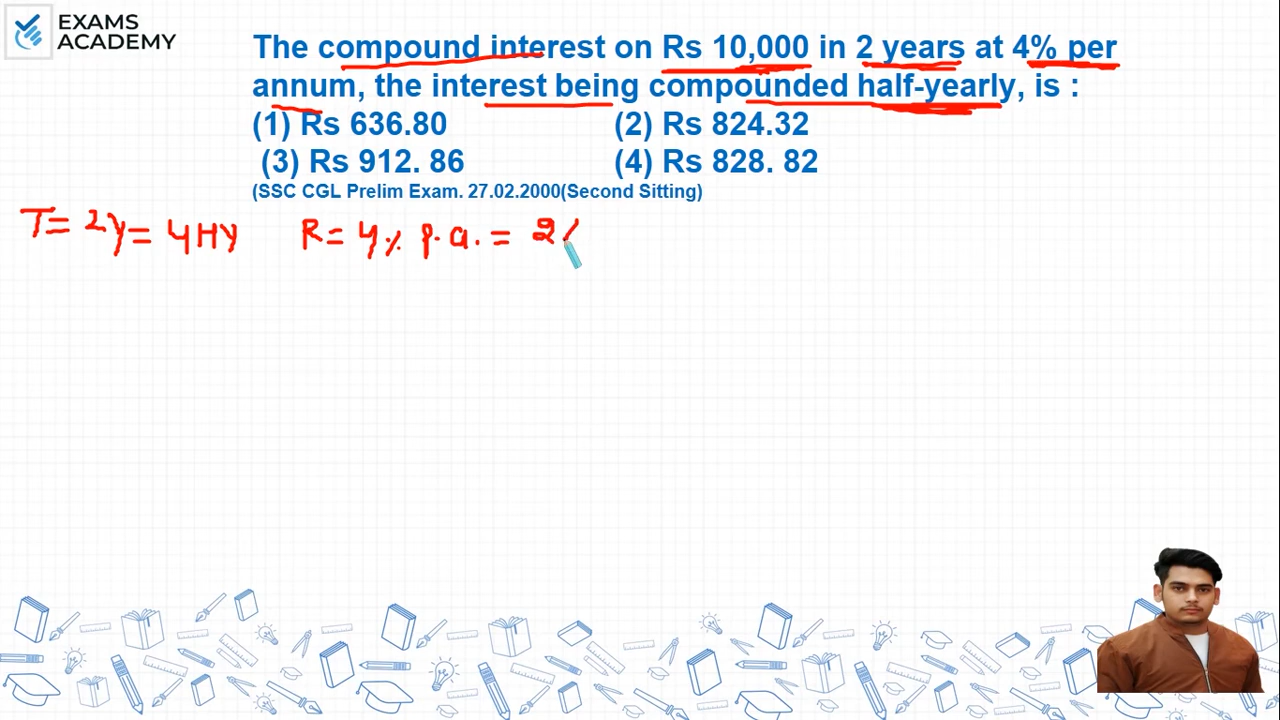 EXAMS
ACADEMY
The compound interest on Rs 10,000 in 2 years at 4% per
annum, the interest being compounded half-yearly, is :
(1) Rs 636.80 (2) Rs 824.32
(3) Rs 912. 86 (4) Rs 828. 82
(SSC CGL Prelim Exam. 27.02.2000(Second Sitting)
T= 2y= 4Hy R= 4% p.a. = 2%